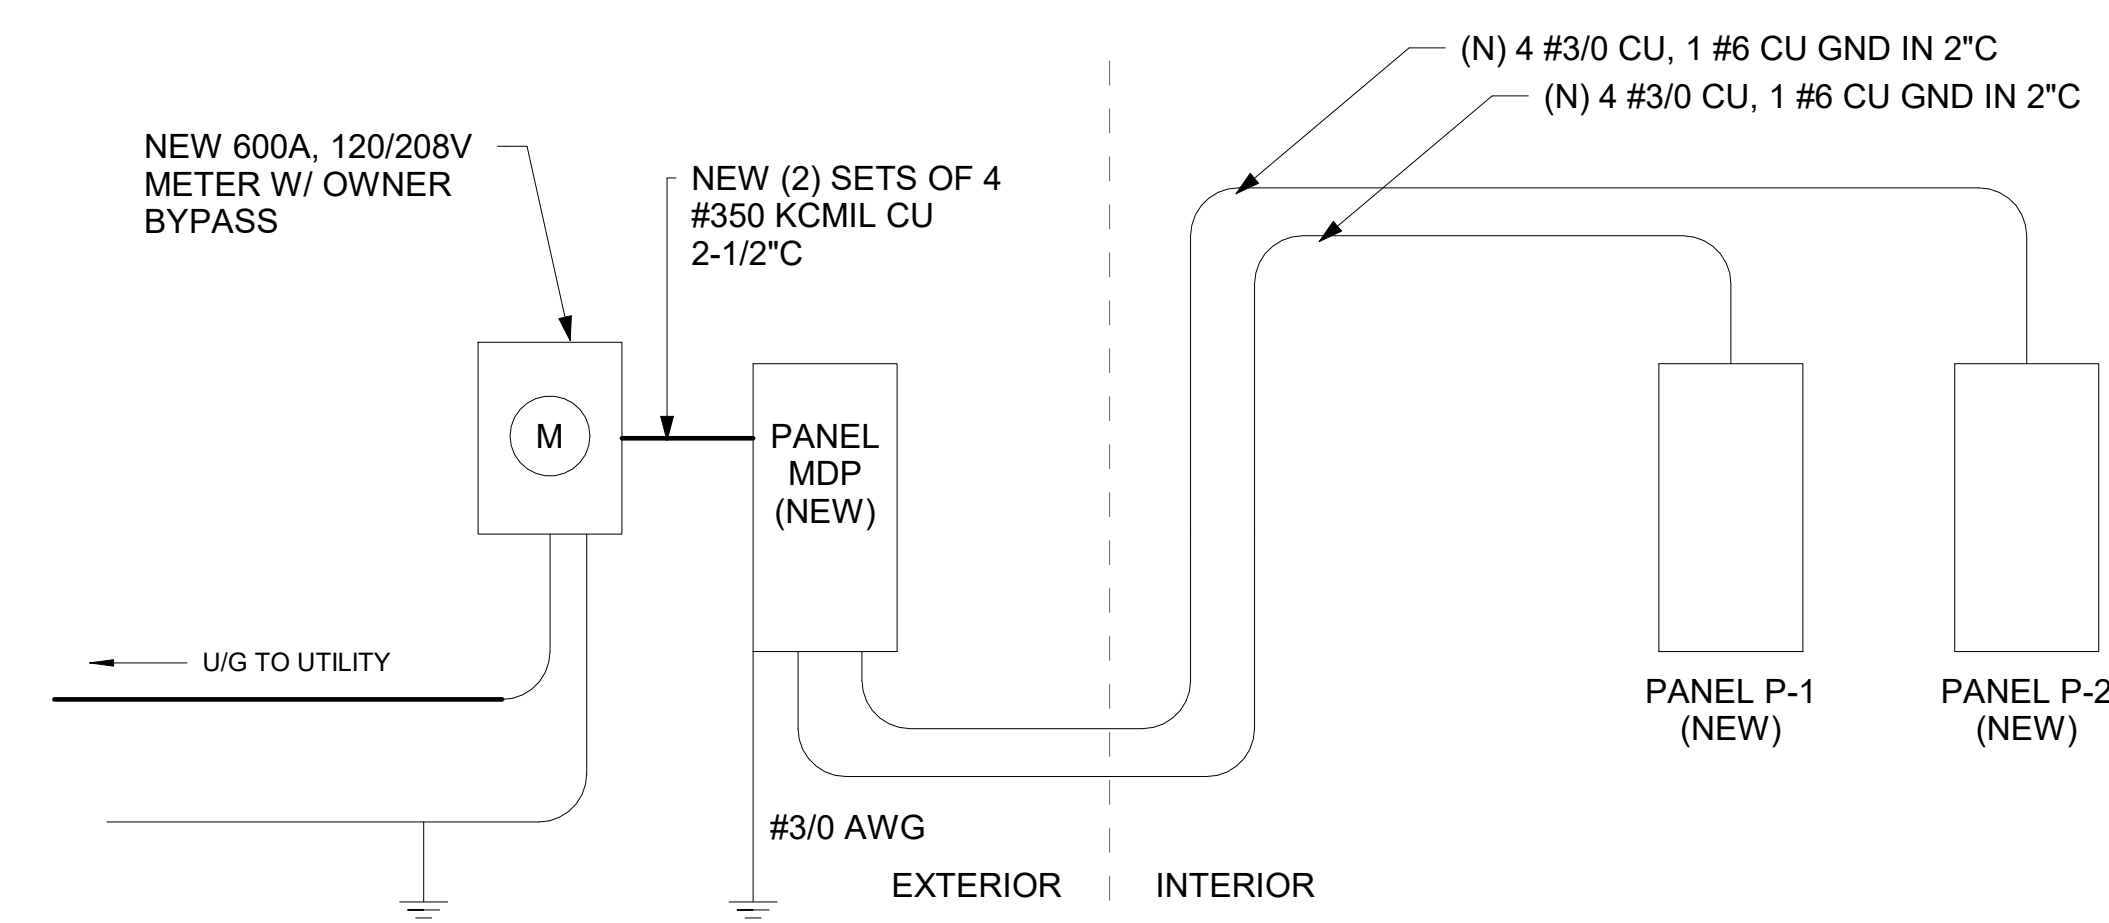 (N) 4 #3/0 CU, 1 #6 CU GND IN 2"C
(N) 4 #3/0 CU, 1 #6 CU GND IN 2"C
NEW 600A, 120/208V
METER W/ OWNER
BYPASS
NEW (2) SETS OF 4
#350 KCMIL CU
2-1/2"C
M
PANEL
MDP
(NEW)
U/G TO UTILITY
PANEL P-1
(NEW)
PANEL P-2
(NEW)
#3/0 AWG
EXTERIOR
INTERIOR